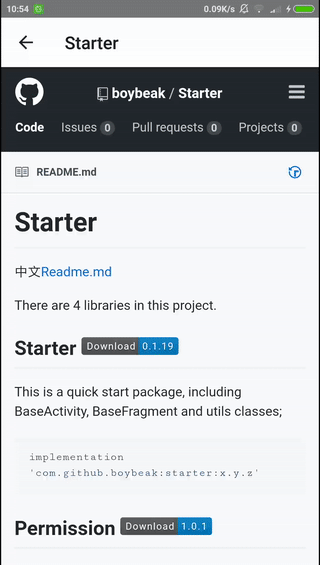 10:54 0.09K/s
Starter
boybeak / Starter
Code Issues 0 Pull requests 0 Projects 0
README.md
Starter
中文Readme.md
There are 4 libraries in this project.
Starter Download 0.1.19
This is a quick start package, including
BaseActivity, BaseFragment and utils classes;
implementation
'com.github.boybeak:starter:x.y.z'
Permission Download 1.0.1